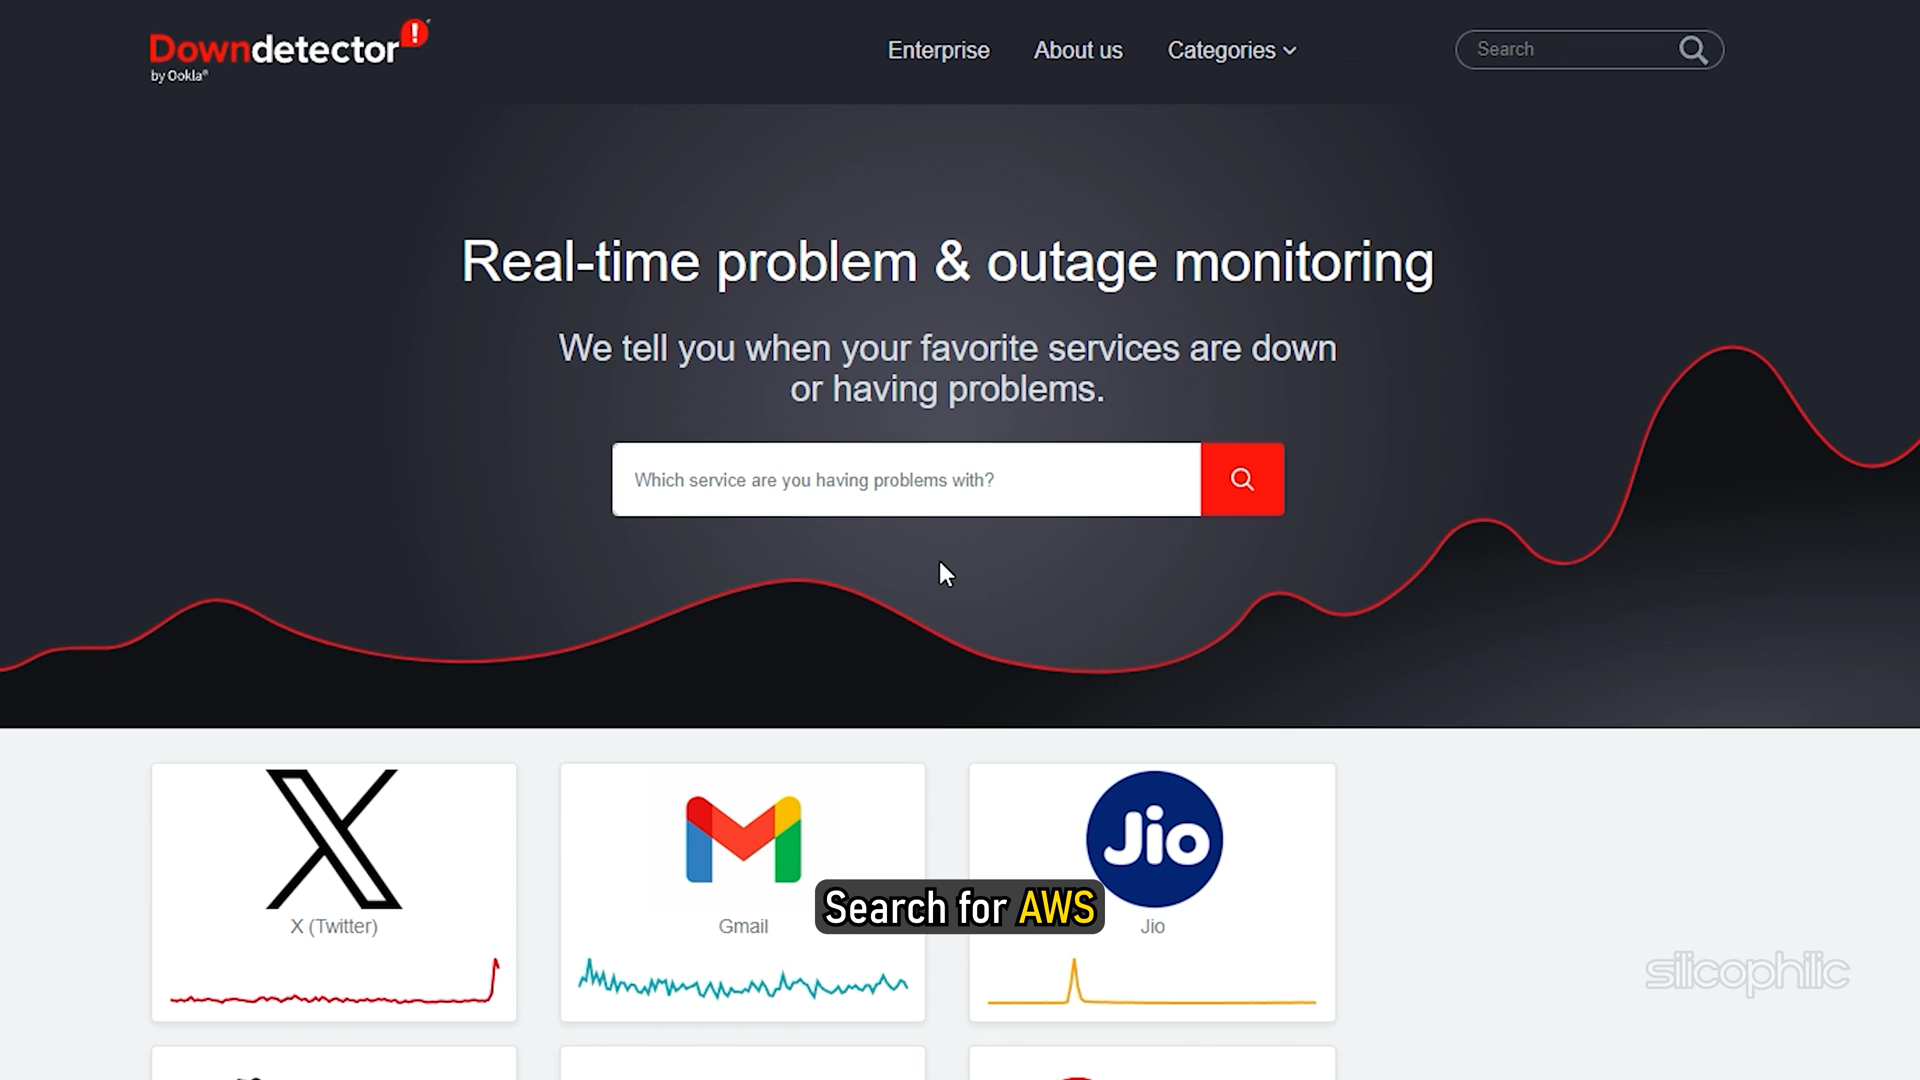 Downdetector
by Ookla®
Enterprise
About us
Categories
Search
Real-time problem & outage monitoring
We tell you when your favorite services are down
or having problems.
Which service are you having problems with?
X (Twitter)
Gmail
Jio
Jio
Search for AWS
silicophilic